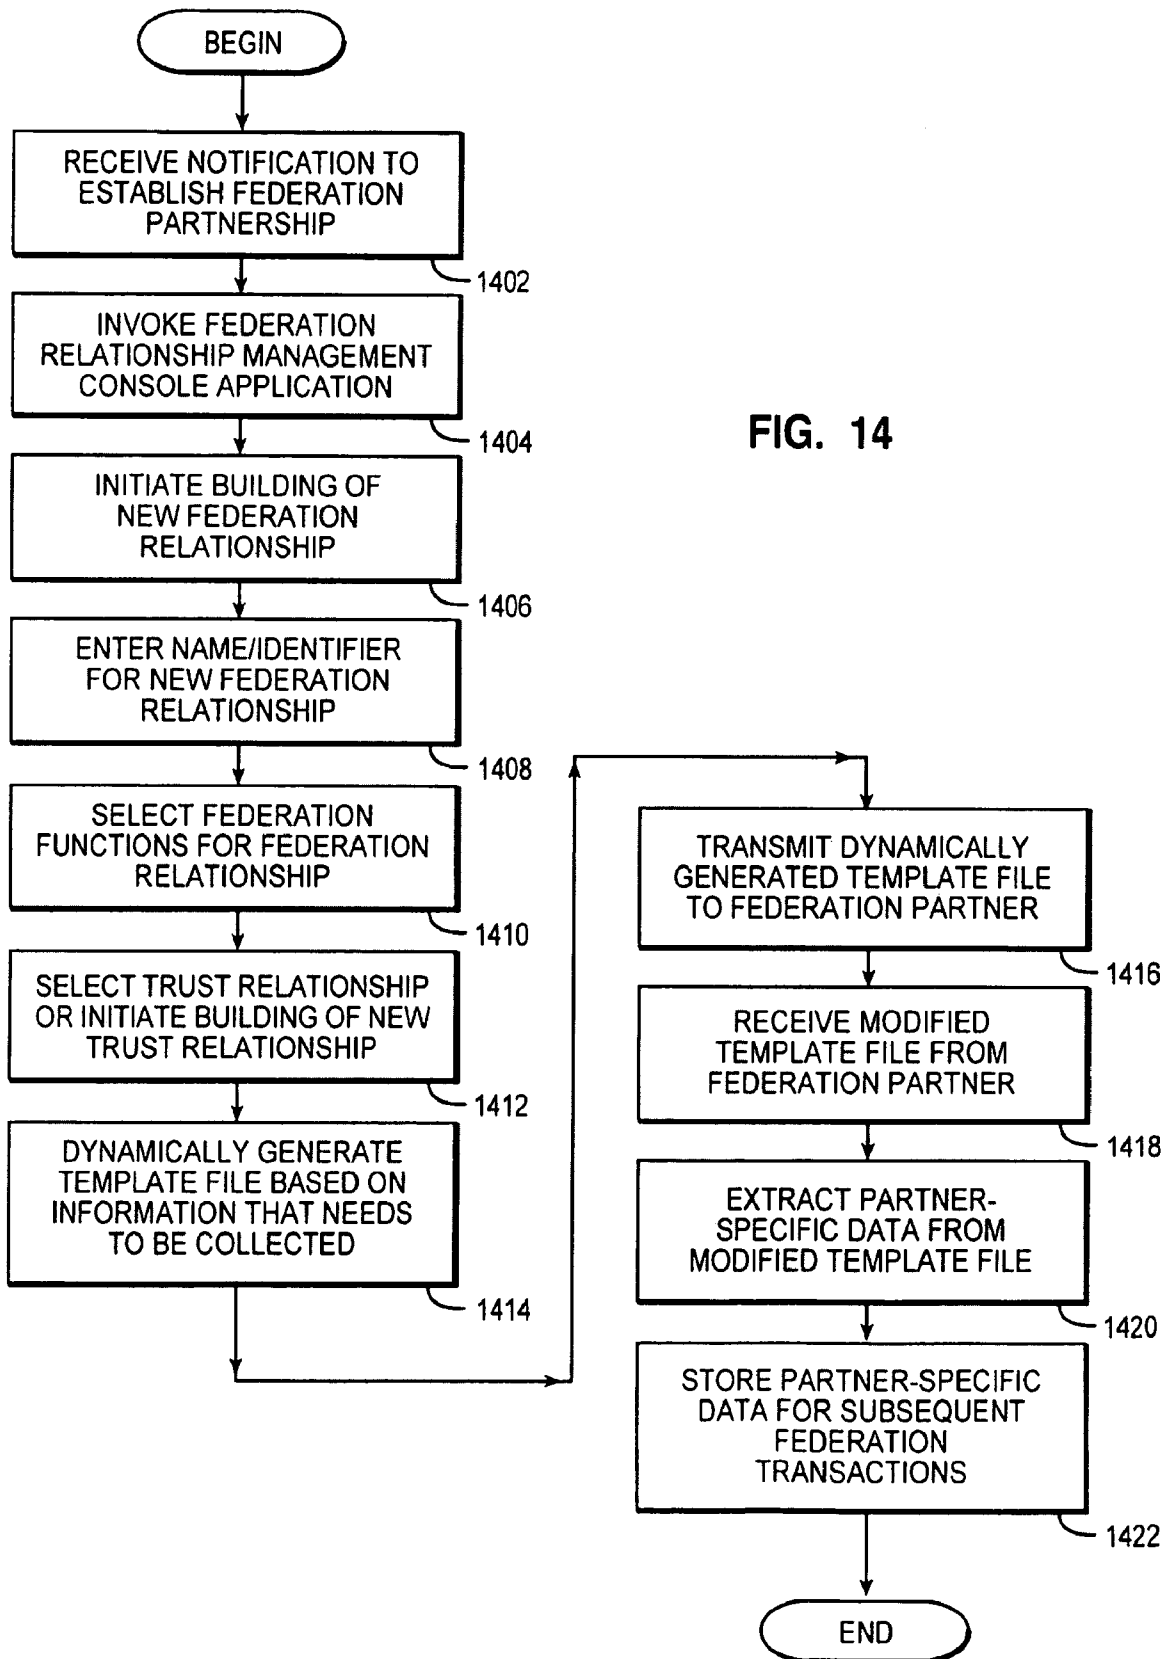 BEGIN
RECEIVE NOTIFICATION TO
ESTABLISH FEDERATION
PARTNERSHIP
1402
INVOKE FEDERATION
RELATIONSHIP MANAGEMENT
CONSOLE APPLICATION
1404
INITIATE BUILDING OF
NEW FEDERATION
RELATIONSHIP
1406
ENTER NAME/IDENTIFIER
FOR NEW FEDERATION
RELATIONSHIP
1408
SELECT FEDERATION
FUNCTIONS FOR FEDERATION
RELATIONSHIP
1410
SELECT TRUST RELATIONSHIP
OR INITIATE BUILDING OF NEW
TRUST RELATIONSHIP
1412
DYNAMICALLY GENERATE
TEMPLATE FILE BASED ON
INFORMATION THAT NEEDS
TO BE COLLECTED
1414
FIG. 14
TRANSMIT DYNAMICALLY
GENERATED TEMPLATE FILE
TO FEDERATION PARTNER
1416
RECEIVE MODIFIED
TEMPLATE FILE FROM
FEDERATION PARTNER
1418
EXTRACT PARTNER-
SPECIFIC DATA FROM
MODIFIED TEMPLATE FILE
1420
STORE PARTNER-SPECIFIC
DATA FOR SUBSEQUENT
FEDERATION
TRANSACTIONS
1422
END